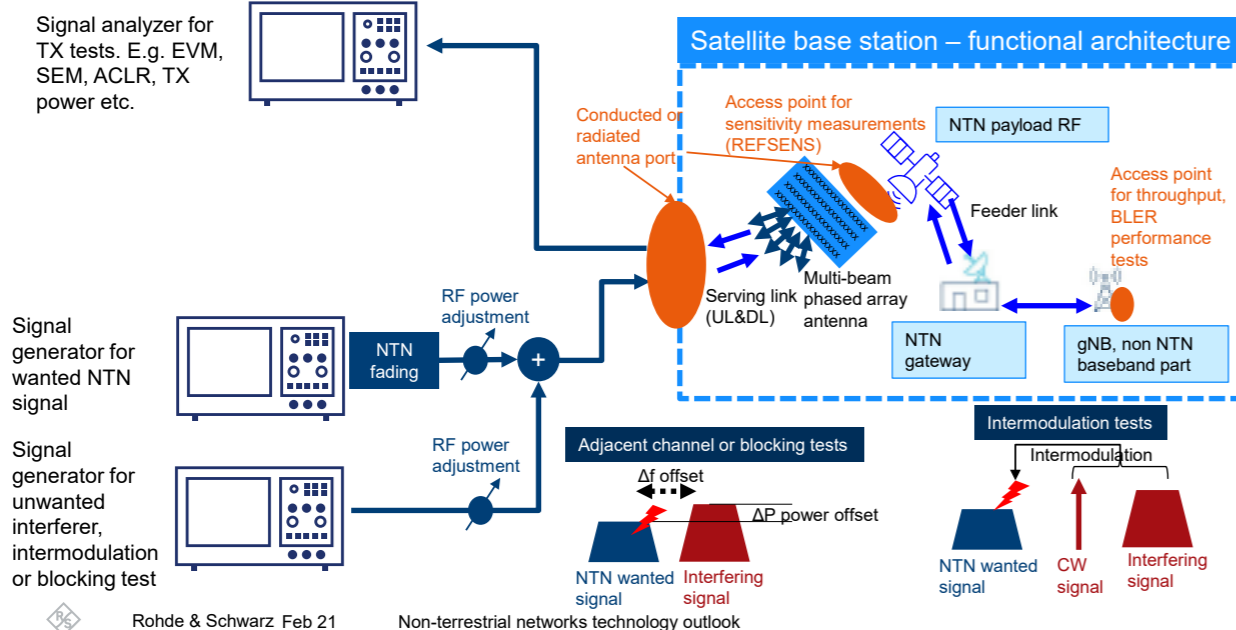 Signal analyzer for
TX tests. E.g. EVM,
SEM, ACLR, TX
power etc.
Satellite base station – functional architecture
Conducted or
radiated
antenna port
Access point for
sensitivity measurements
(REFSENS)
NTN payload RF
Access point
for throughput,
BLER
performance
tests
Feeder link
xxxxxxxx
xxxxxxxx
xxxxxxxx
xxxxxxxx
xxxxxxxx
Serving link
(UL&DL)
Multi-beam
phased array
antenna
NTN
gateway
gNB, non NTN
baseband part
Signal
generator for
wanted NTN
signal
NTN
fading
RF power
adjustment
+
Signal
generator for
unwanted
interferer,
intermodulation
or blocking test
RF power
adjustment
Adjacent channel or blocking tests
Δf offset
ΔP power offset
NTN wanted
signal
Interfering
signal
Intermodulation tests
Intermodulation
NTN wanted
signal
CW
signal
Interfering
signal
R&S
Rohde & Schwarz Feb 21
Non-terrestrial networks technology outlook